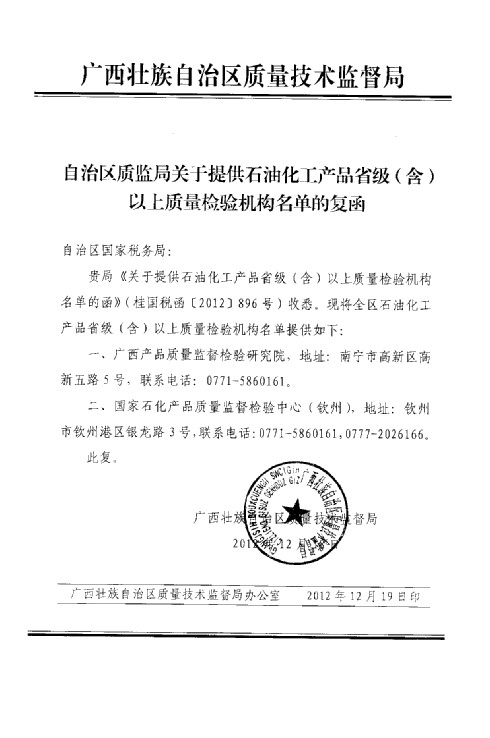 广西壮族自治区质量技术监督局
自治区质监局关于提供石油化工产品省级（含）
以上质量检验机构名单的复函
自治区国家税务局：
贵局《关于提供石油化工产品省级（含）以上质量检验机构
名单的函》（桂国税函〔2012〕896号）收悉。现将全区石油化工
产品省级（含）以上质量检验机构名单提供如下：
一、广西产品质量监督检验研究院，地址：南宁市高新区高
新五路5号，联系电话：0771-5860161。
二、国家石化产品质量监督检验中心（钦州），地址：钦州
市钦州港区银龙路3号，联系电话：0771-5860161，0777-2026166。
此复。
广西壮族自治区质量技术监督局
2012年12月
广西壮族自治区质量技术监督局办公室 2012年12月19日印